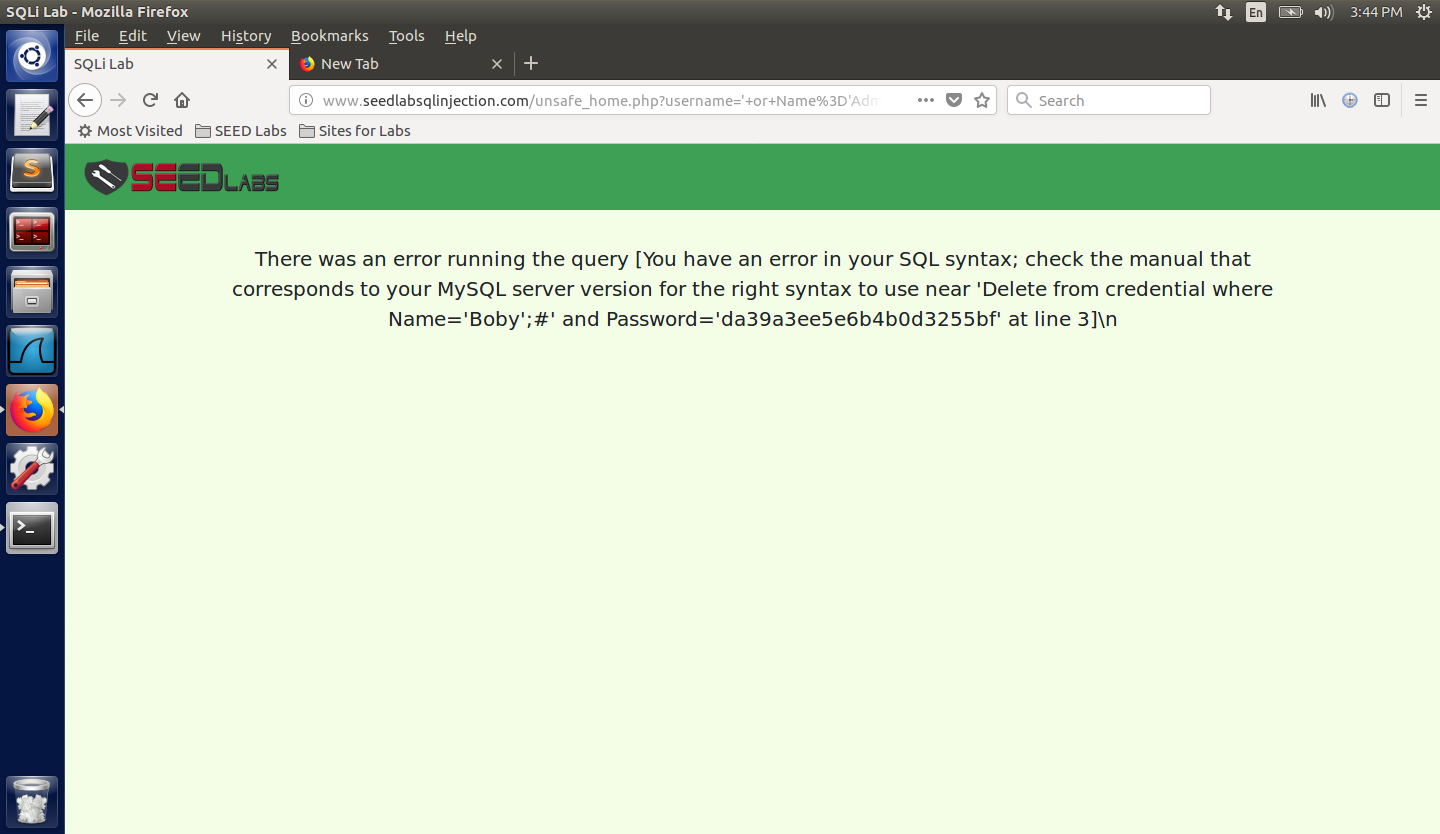 SQLi Lab - Mozilla Firefox
En
3:44 PM
File Edit View History Bookmarks Tools Help
SQLi Lab
New Tab
www.seedlabsqlinjection.com/unsafe_home.php?username='+or+Name%3D'Adm
Search
Most Visited SEED Labs Sites for Labs
SEEDLABS
There was an error running the query [You have an error in your SQL syntax; check the manual that
corresponds to your MySQL server version for the right syntax to use near 'Delete from credential where
Name='Boby';#' and Password='da39a3ee5e6b4b0d3255bf' at line 3]\n